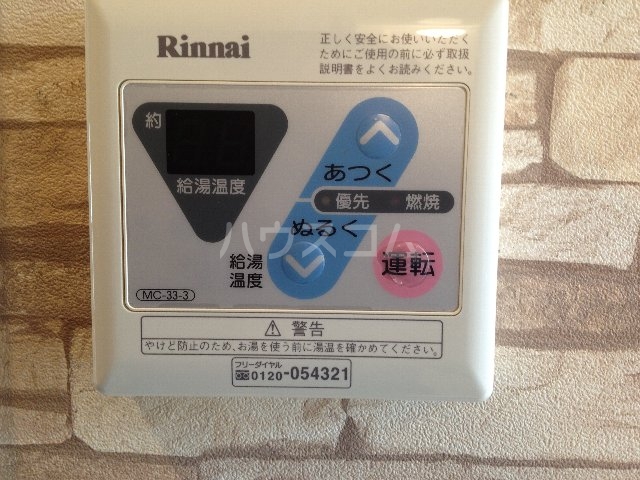 Rinnai
正しく安全にお使いいただく
ためにご使用の前に必ず取扱
説明書をよくお読みください。
約
給湯温度
あつく
優先 燃焼
ぬるく
給湯
温度
運転
MC-33-3
ハウスコム
⚠ 警告
やけど防止のため、お湯を使う前に湯温を確かめてください。
フリーダイヤル
0120-054321